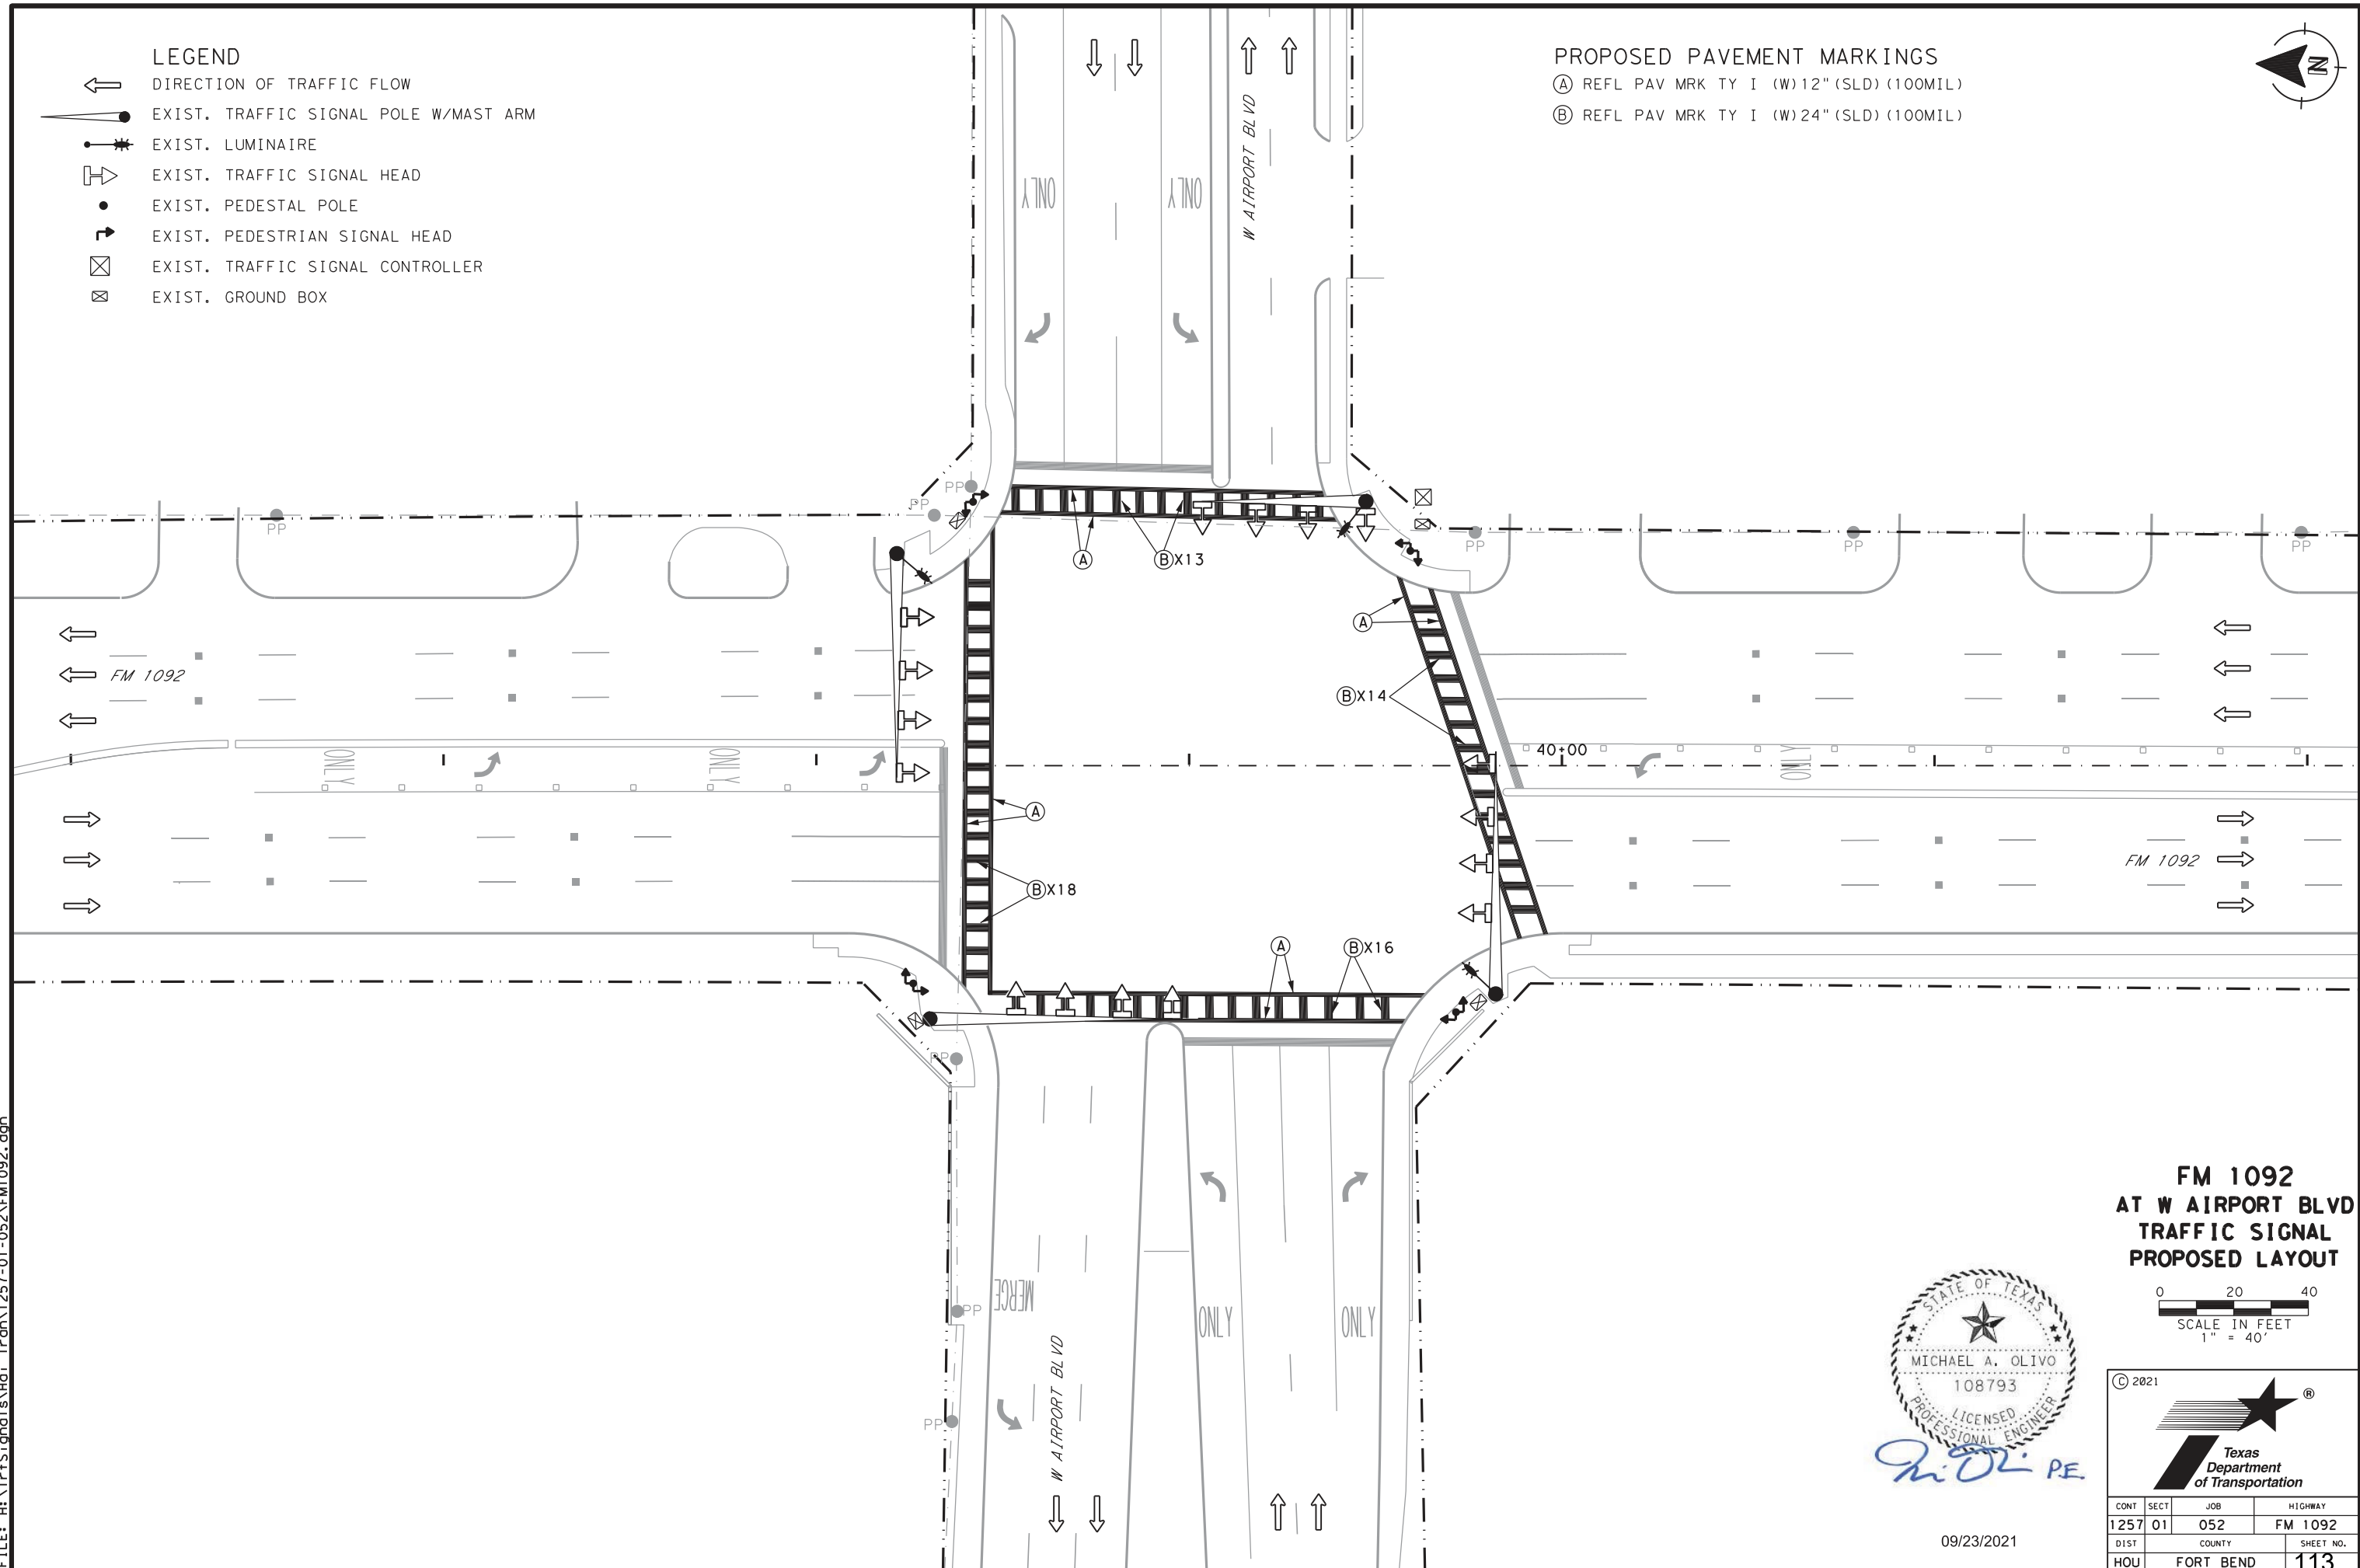 LEGEND
DIRECTION OF TRAFFIC FLOW
EXIST. TRAFFIC SIGNAL POLE W/MAST ARM
EXIST. LUMINAIRE
EXIST. TRAFFIC SIGNAL HEAD
EXIST. PEDESTAL POLE
EXIST. PEDESTRIAN SIGNAL HEAD
EXIST. TRAFFIC SIGNAL CONTROLLER
EXIST. GROUND BOX
PROPOSED PAVEMENT MARKINGS
A REFL PAV MRK TY I (W)12"(SLD)(100MIL)
B REFL PAV MRK TY I (W)24"(SLD)(100MIL)
N
W AIRPORT BLVD
ONLY
ONLY
PP
PP
PP
PP
PP
PP
A
BX13
A
BX14
FM 1092
ONLY
ONLY
40+00
ONLY
A
BX18
FM 1092
A
BX16
PP
MERGE
PP
ONLY
ONLY
W AIRPORT BLVD
PP
FM 1092
AT W AIRPORT BLVD
TRAFFIC SIGNAL
PROPOSED LAYOUT
0 20 40
SCALE IN FEET
1" = 40'
STATE OF TEXAS
MICHAEL A. OLIVO
108793
LICENSED
PROFESSIONAL ENGINEER
P.E.
09/23/2021
© 2021
®
Texas
Department
of Transportation
CONT SECT JOB HIGHWAY
1257 01 052 FM 1092
DIST COUNTY SHEET NO.
HOU FORT BEND 113